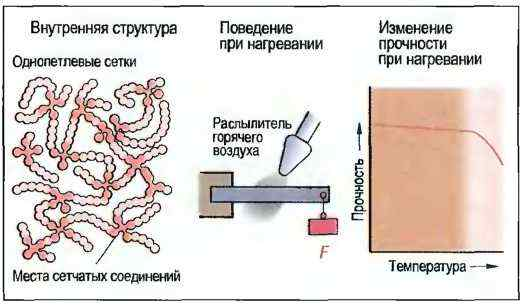 Внутренняя структура
Однопетлевые сетки
Места сетчатых соединений
Поведение
при нагревании
Распылитель
горячего
воздуха
F
Изменение
прочности
при нагревании
Прочность
Температура